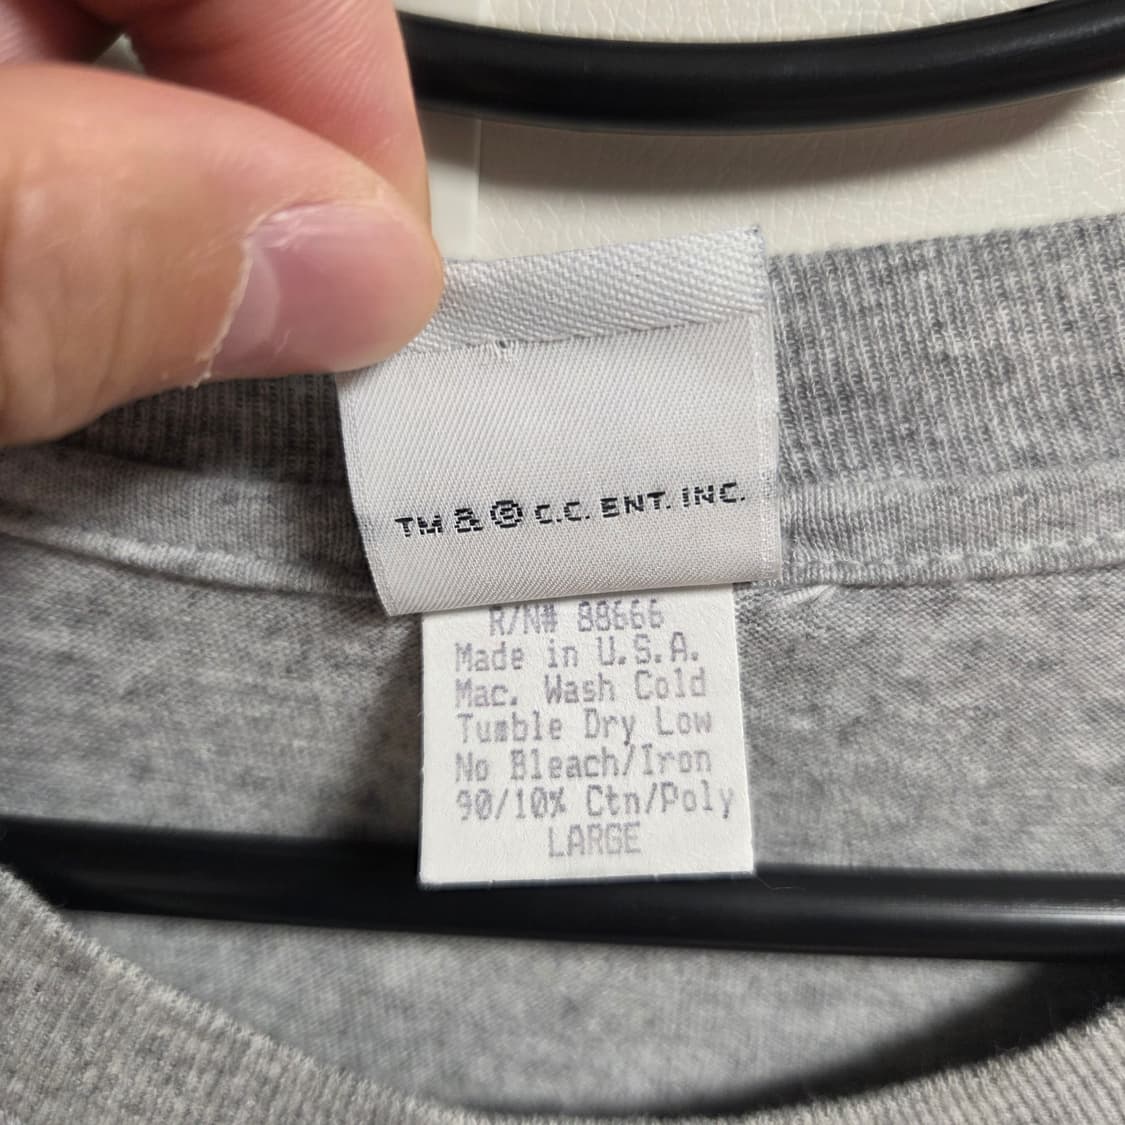 TM & ® C.C. ENT. INC.
R/N# 88666
Made in U.S.A.
Mac. Wash Cold
Tumble Dry Low
No Bleach/Iron
90/10% Ctn/Poly
LARGE